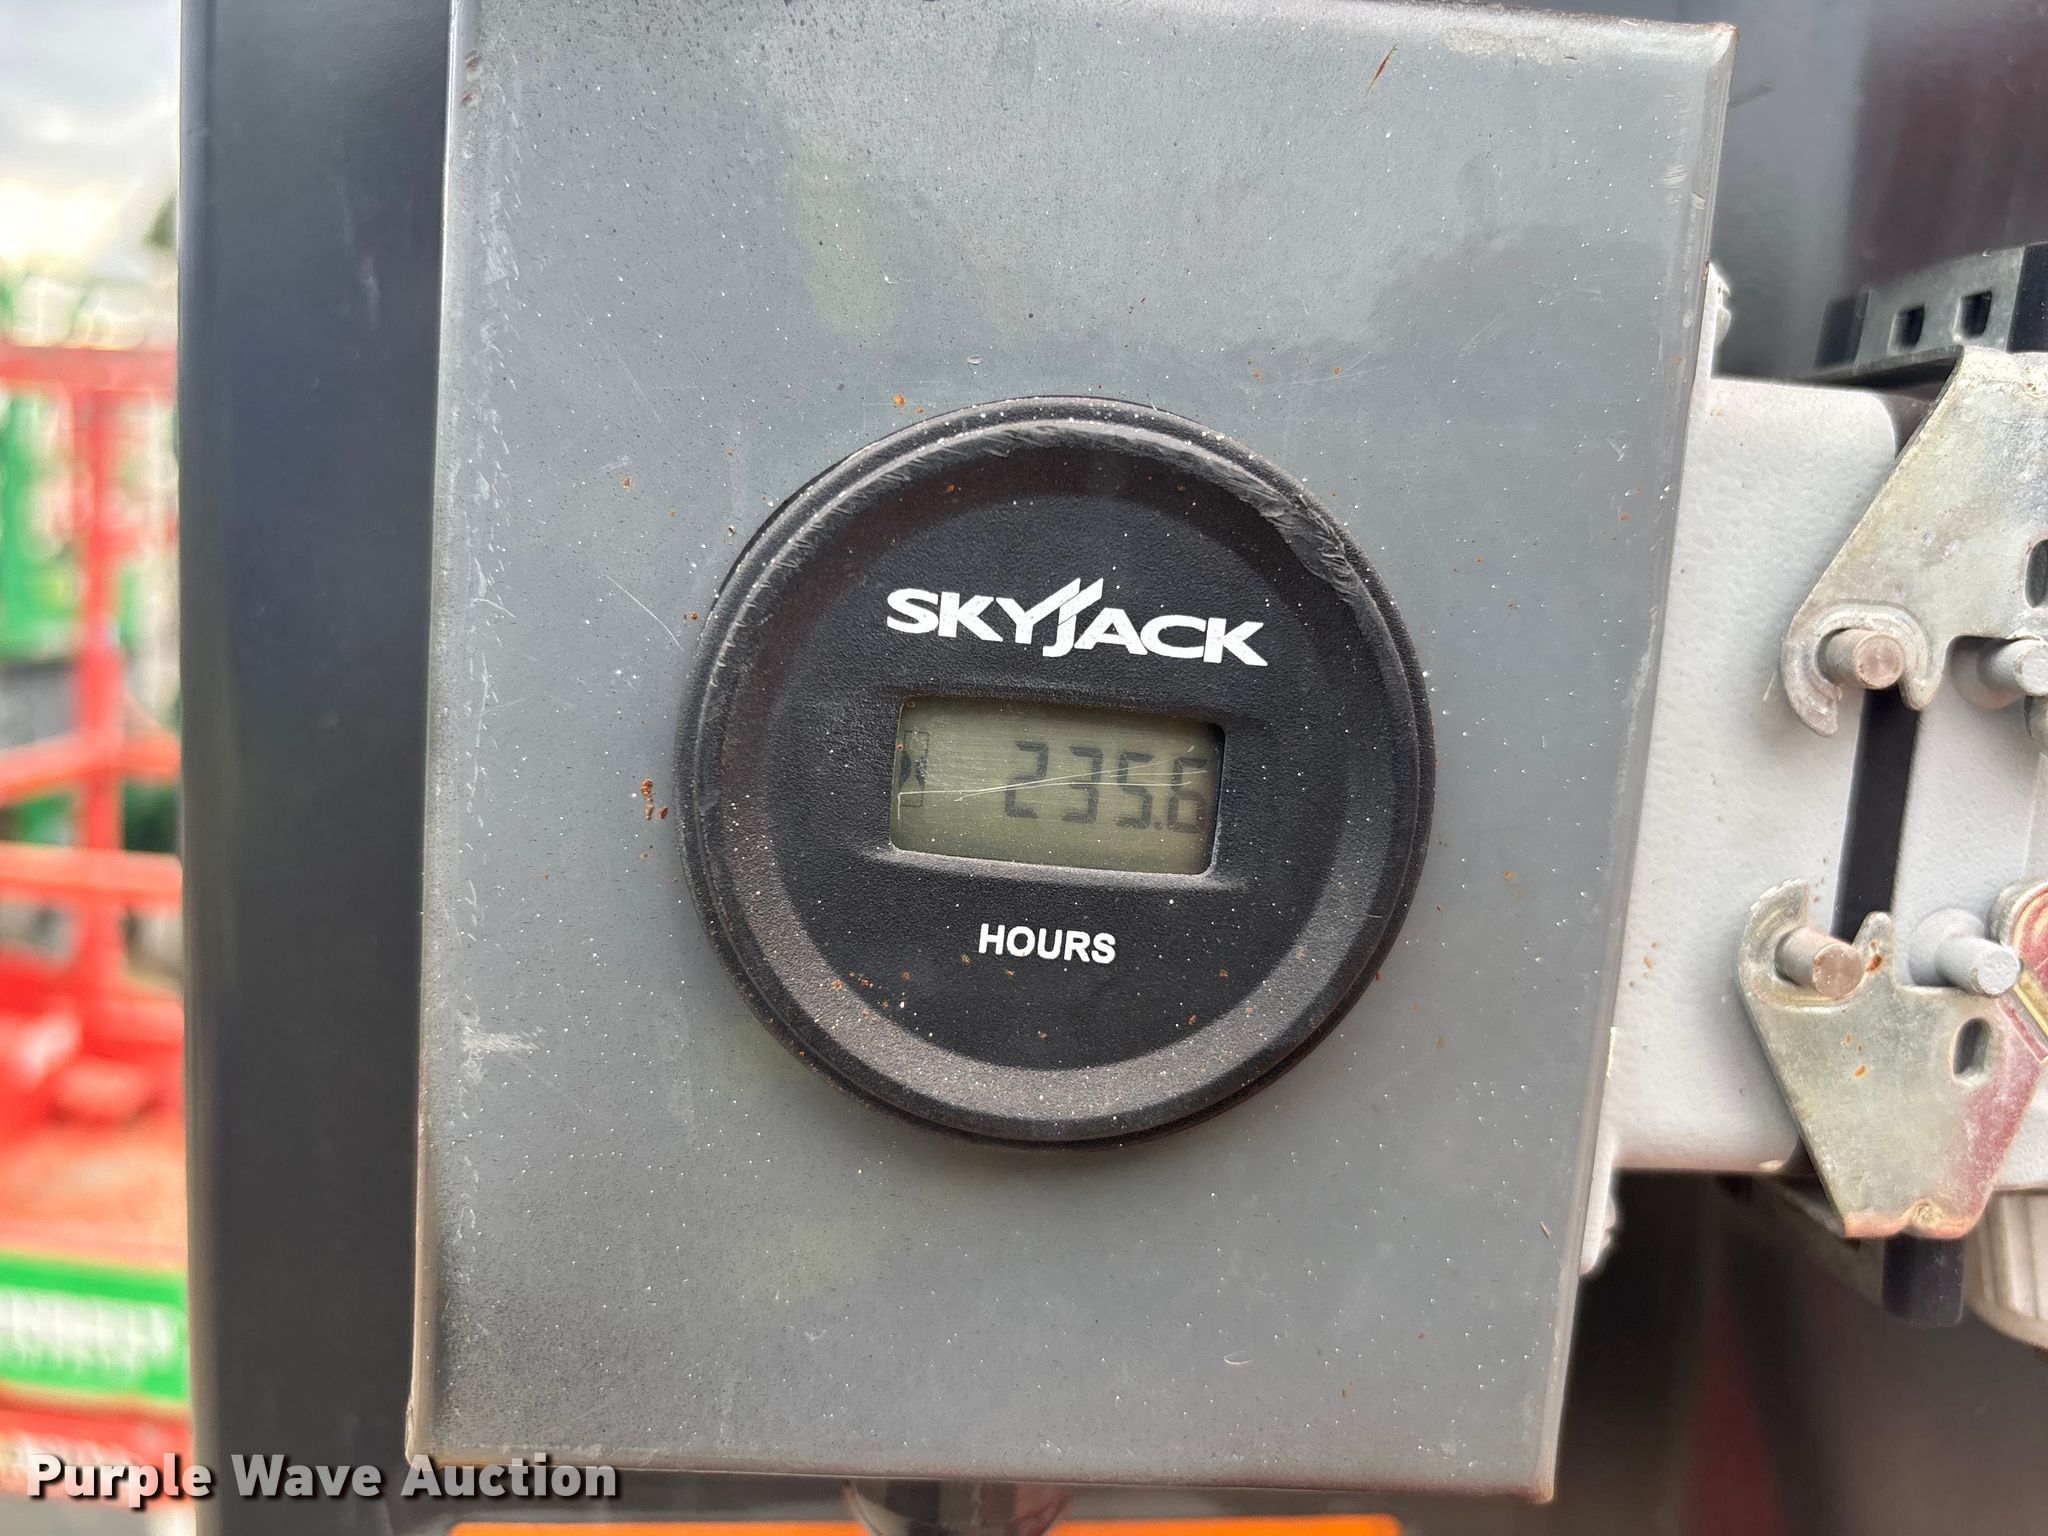 SKYJACK
235.6
HOURS
Purple Wave Auction